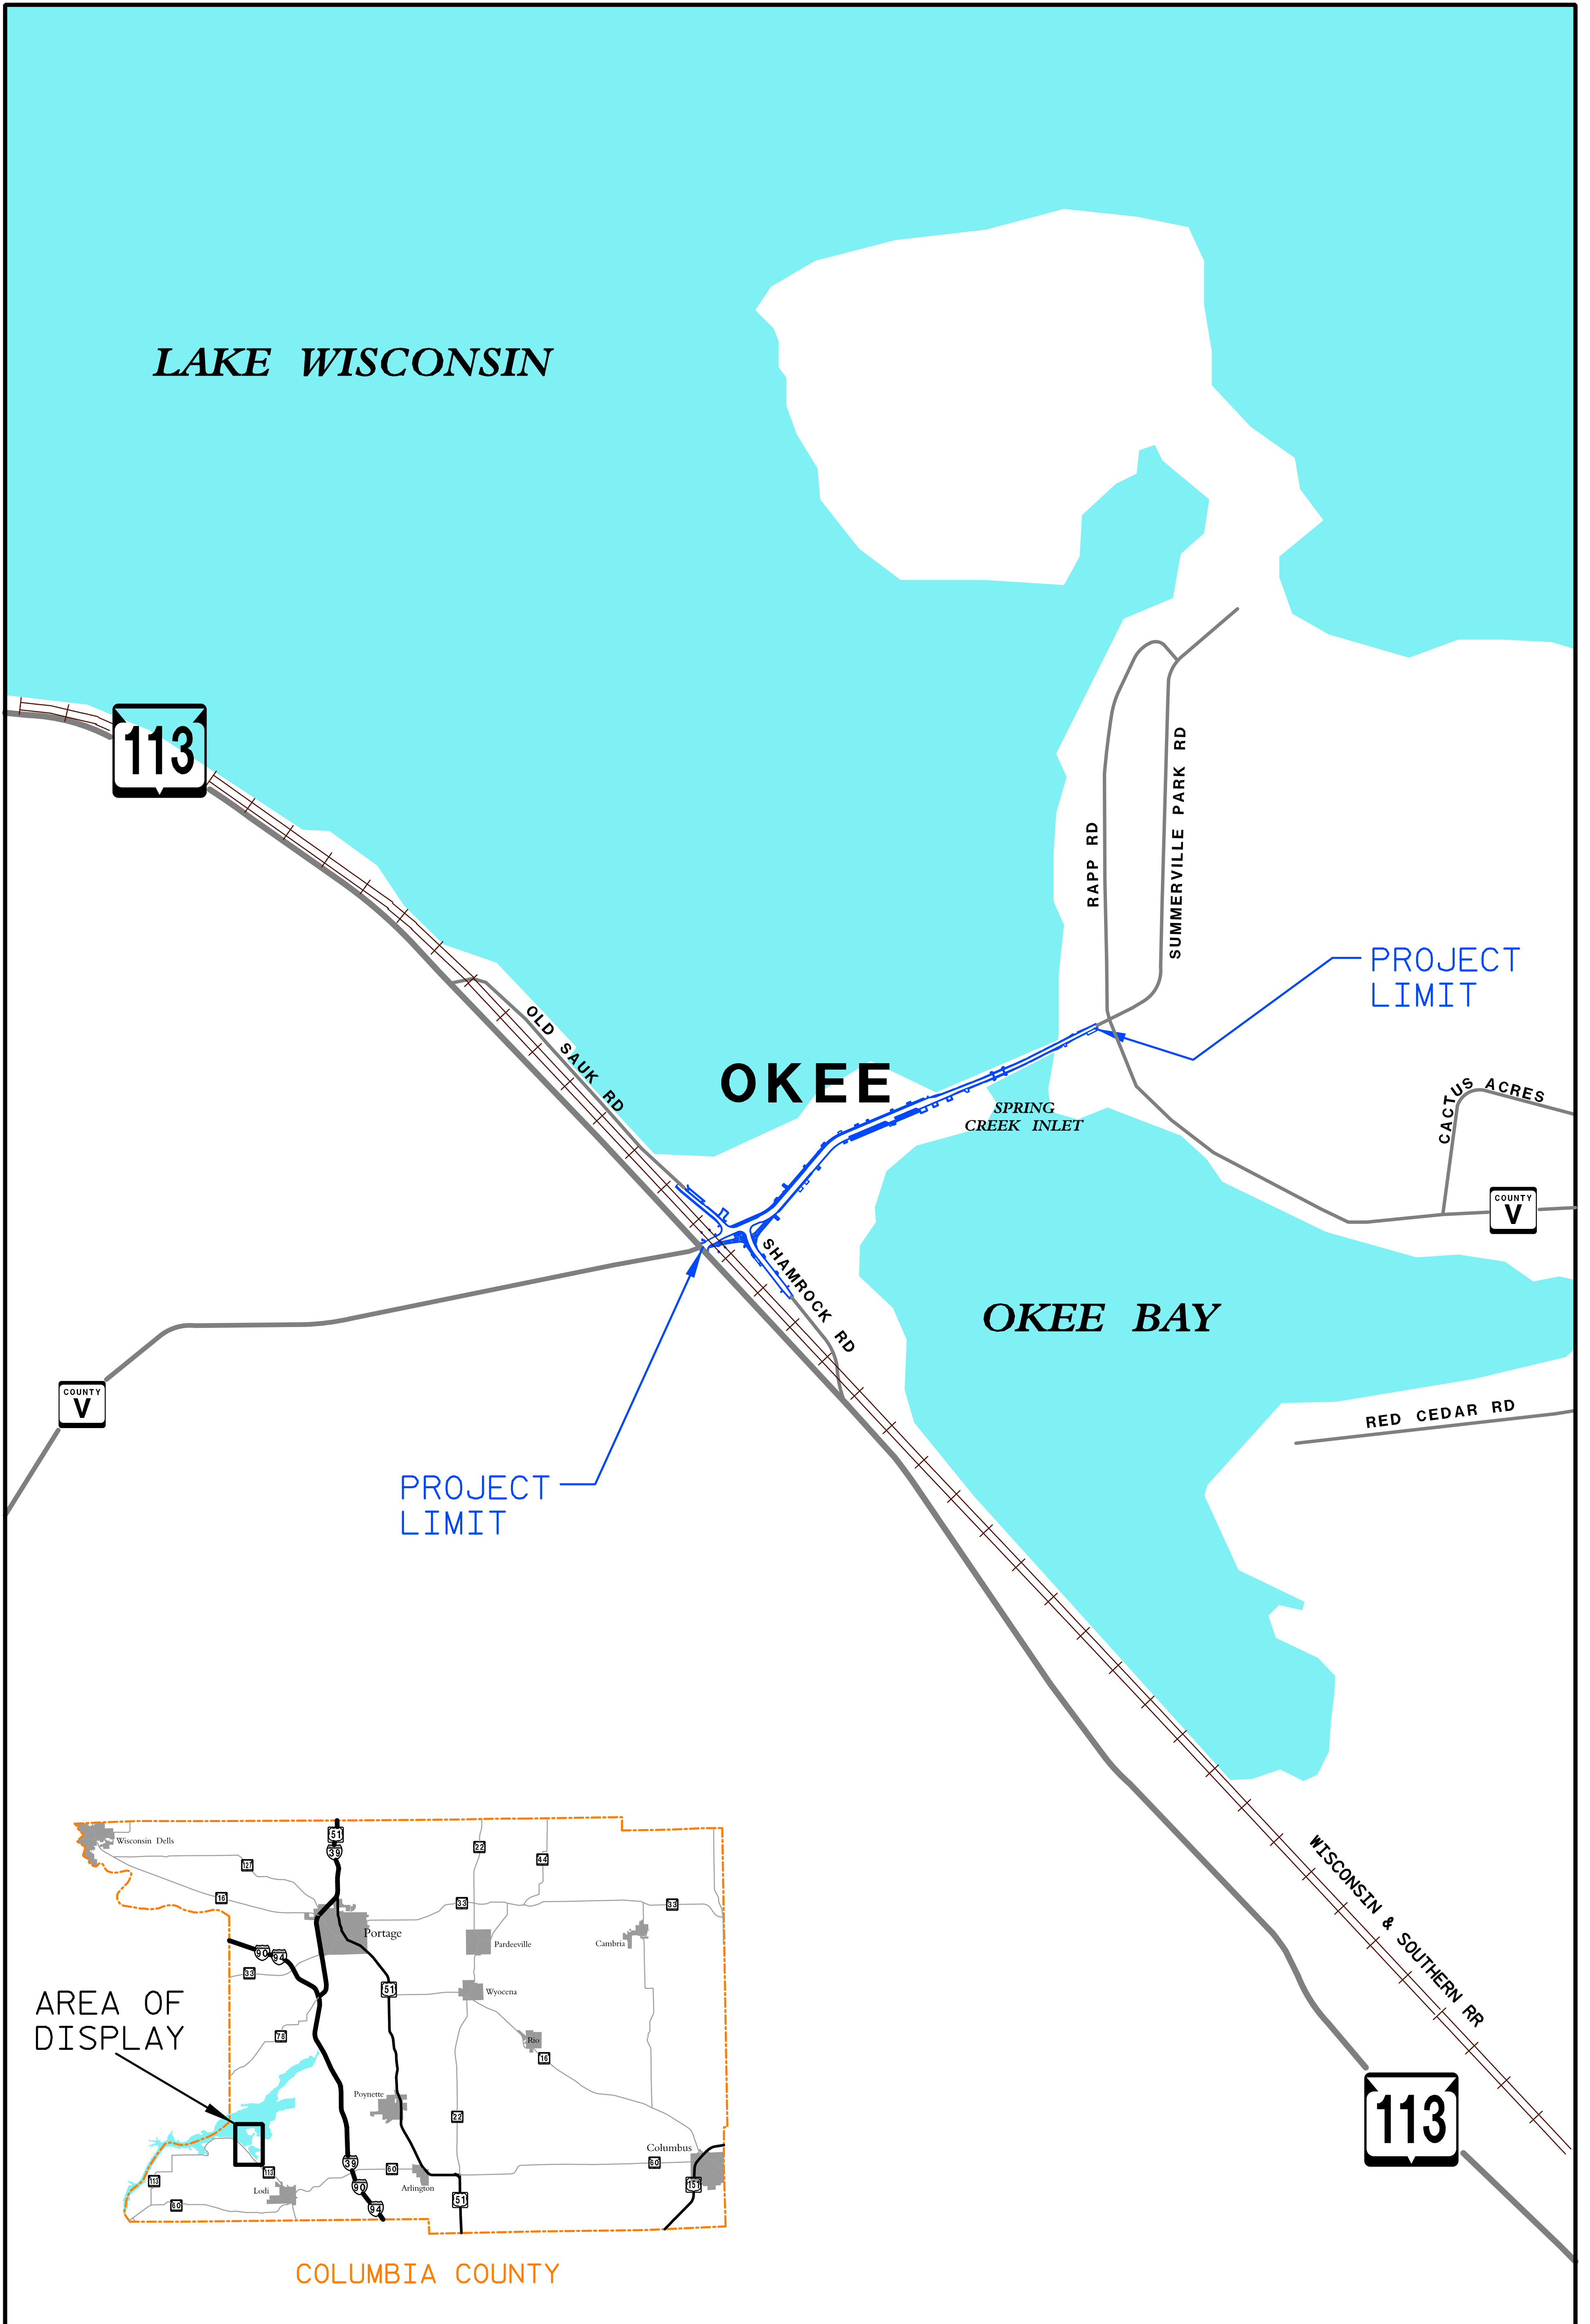 LAKE WISCONSIN
113
RAPP RD
SUMMERVILLE PARK RD
PROJECT
LIMIT
OLD SAUK RD
OKEE
SPRING
CREEK INLET
CACTUS ACRES
COUNTY
V
SHAMROCK RD
OKEE BAY
COUNTY
V
RED CEDAR RD
PROJECT
LIMIT
WISCONSIN & SOUTHERN RR
113
AREA OF
DISPLAY
Wisconsin Dells
51
39
22
44
127
16
33
33
Portage
Pardeeville
Cambria
90
94
33
51
Wyocena
78
Rio
16
Poynette
22
Columbus
39
60
60
113
113
Lodi
90
Arlington
151
60
94
51
COLUMBIA COUNTY